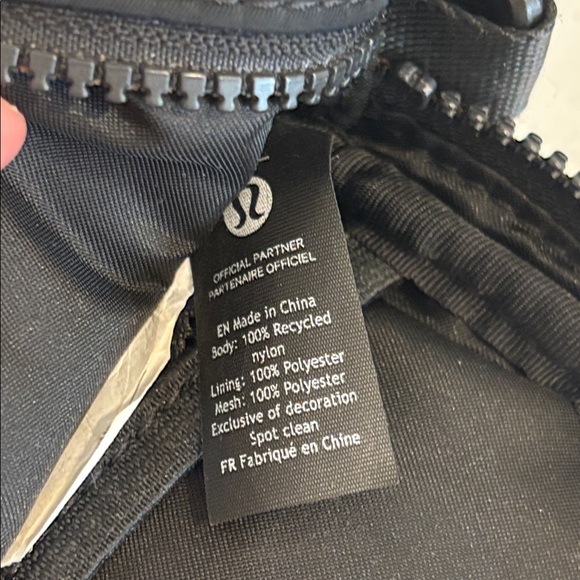 OFFICIAL PARTNER
PARTENAIRE OFFICIEL
EN Made in China
Body: 100% Recycled
nylon
Lining: 100% Polyester
Mesh: 100% Polyester
Exclusive of decoration
Spot clean
FR Fabriqué en Chine